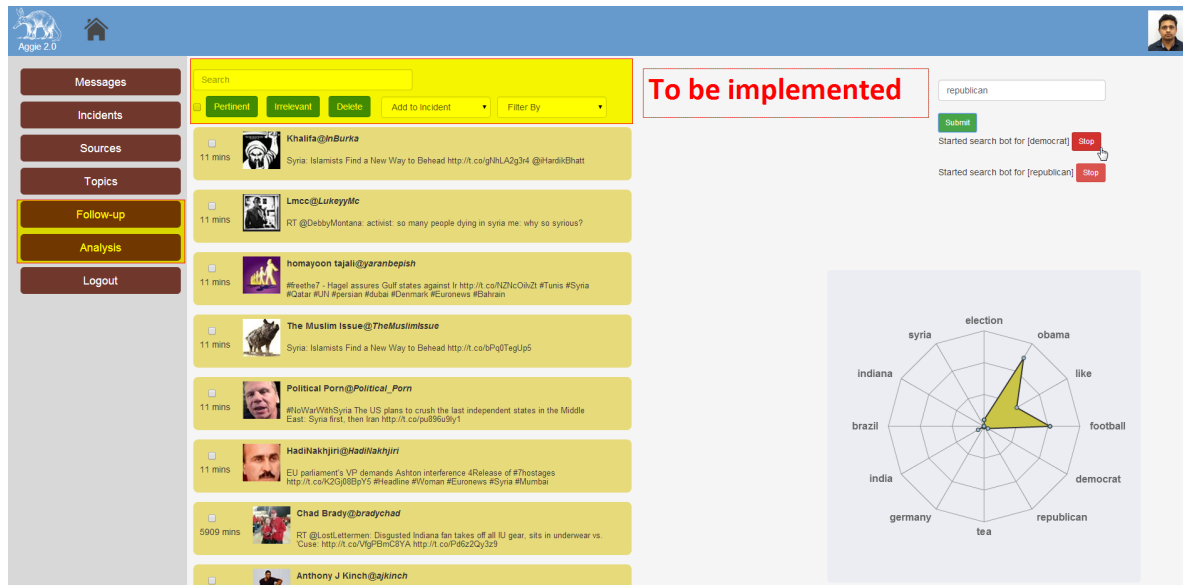 Aggie 2.0
Messages
Incidents
Sources
Topics
Follow-up
Analysis
Logout
Search
Pertinent Irrelevant Delete Add to Incident Filter By
Khalifa@InBurka
11 mins
Syria: Islamists Find a New Way to Behead http://t.co/gNhLA2g3r4 @iHardikBhatt
Lmcc@LukeyyMc
11 mins
RT @DebbyMontana: activist: so many people dying in syria me: why so syrious?
homayoon tajali@yaranbepish
11 mins
#freethe7 - Hagel assures Gulf states against Ir http://t.co/NZNcOilvZt #Tunis #Syria
#Qatar #UN #persian #dubai #Denmark #Euronews #Bahrain
The Muslim Issue@TheMuslimIssue
11 mins
Syria: Islamists Find a New Way to Behead http://t.co/bPq0TegUp5
Political Porn@Political_Porn
11 mins
#NoWarWithSyria The US plans to crush the last independent states in the Middle
East: Syria first, then Iran http://t.co/pu896u9ly1
HadiNakhjiri@HadiNakhjiri
11 mins
EU parliament's VP demands Ashton interference 4Release of #7hostages
http://t.co/K2Gj08BpY5 #Headline #Woman #Euronews #Syria #Mumbai
Chad Brady@bradychad
5909 mins
RT @LostLettermen: Disgusted Indiana fan takes off all IU gear, sits in underwear vs.
'Cuse: http://t.co/VfgPBmC8YA http://t.co/Pd6z2Qy3z9
Anthony J Kinch@ajkinch
To be implemented
republican
Submit
Started search bot for [democrat] Stop
Started search bot for [republican] Stop
election
syria
obama
indiana
like
brazil
football
india
democrat
germany
republican
tea